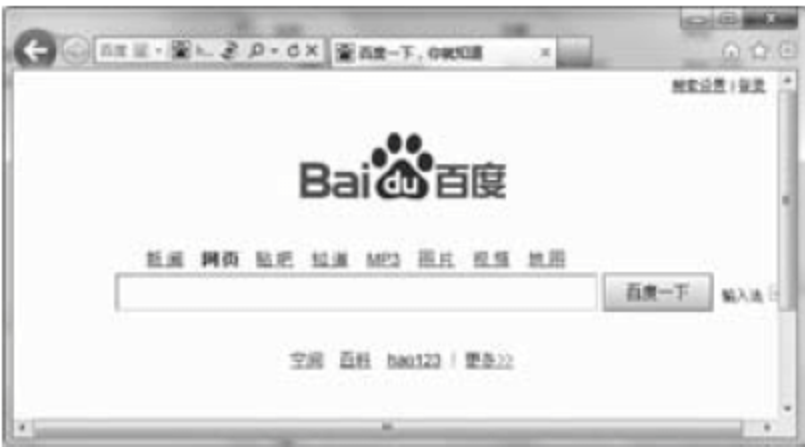 百度一下，你就知道
搜索设置 | 登录
Bai du 百度
新闻 网页 贴吧 知道 MP3 图片 视频 地图
百度一下 输入法
空间 百科 hao123 | 更多>>